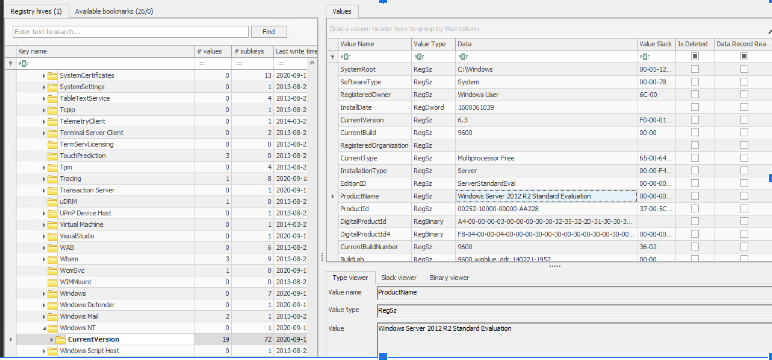 Registry hives (1) Available bookmarks (26/0)
Enter text to search... Find
Key name # values # subkeys Last write time
SystemCertificates 0 13 2020-09-1
SystemSettings 0 1 2013-08-2
TableTextService 0 4 2013-08-2
Tcpip 0 1 2013-08-2
TelemetryClient 0 1 2014-03-2
Terminal Server Client 0 2 2013-08-2
TermServLicensing 0 0 2013-08-2
TouchPrediction 3 0 2013-08-2
Tpm 0 4 2013-08-2
Tracing 1 8 2020-09-1
Transaction Server 0 1 2020-09-1
uDRM 1 0 2013-08-2
UPnP Device Host 0 1 2013-08-2
Virtual Machine 0 1 2014-03-2
VisualStudio 0 1 2020-09-1
WAB 0 6 2013-08-2
Wbem 3 9 2013-08-2
WcmSvc 1 0 2020-09-1
WIMMount 0 0 2013-08-2
Windows 0 7 2020-09-1
Windows Defender 0 1 2020-09-1
Windows Mail 2 1 2013-08-2
Windows NT 0 1 2013-08-2
CurrentVersion 19 72 2020-09-1
Windows Script Host 0 1 2013-08-2
Values
Drag a column header here to group by that column
Value Name Value Type Data Value Slack Is Deleted Data Record Rea...
SystemRoot RegSz C:\Windows 00-05-12...
SoftwareType RegSz System 00-00-78...
RegisteredOwner RegSz Windows User 6C-00
InstallDate RegDword 1600361039
CurrentVersion RegSz 6.3 F0-00-01...
CurrentBuild RegSz 9600 00-00
RegisteredOrganization RegSz
CurrentType RegSz Multiprocessor Free 65-00-64...
InstallationType RegSz Server 00-00-F4...
EditionID RegSz ServerStandardEval 00-00-00...
ProductName RegSz Windows Server 2012 R2 Standard Evaluation 00-00-00...
ProductId RegSz 00252-10000-00000-AA228 37-00-5C...
DigitalProductId RegBinary A4-00-00-00-03-00-00-00-30-30-32-35-32-2D-31-30-30-3...
DigitalProductId4 RegBinary F8-04-00-00-04-00-00-00-30-00-30-00-30-00-30-00-30-00...
CurrentBuildNumber RegSz 9600 36-02
BuildLab RegSz 00-00-00...
Type viewer Slack viewer Binary viewer
Value name ProductName
Value type RegSz
Value Windows Server 2012 R2 Standard Evaluation